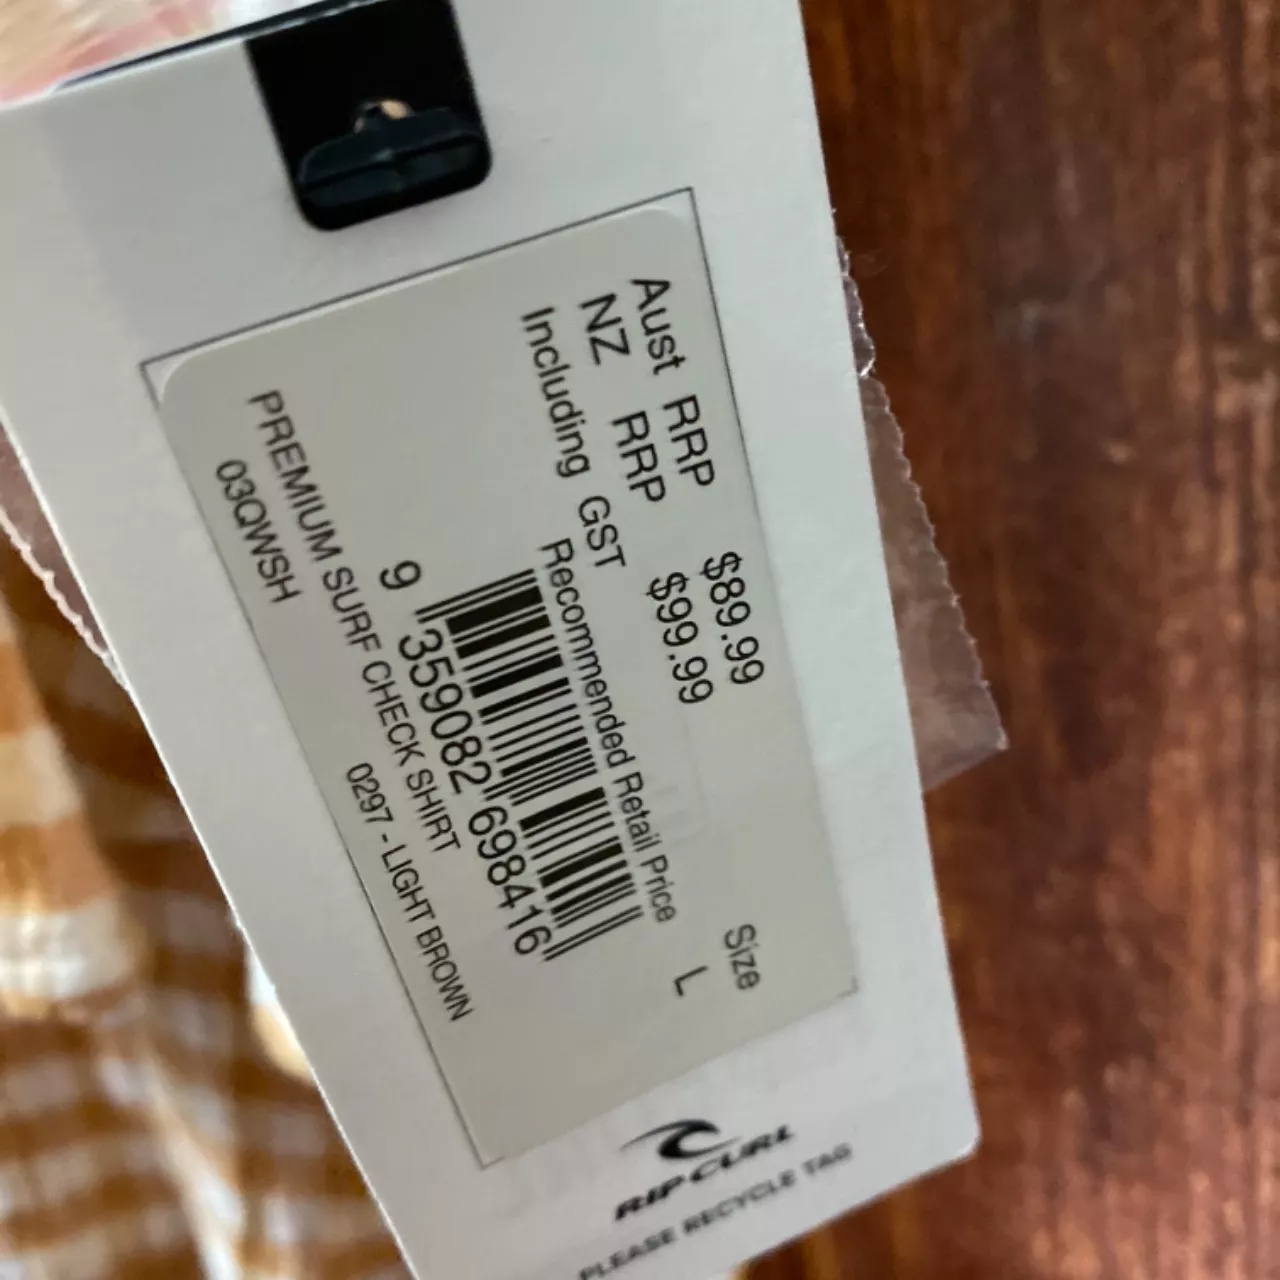 Aust RRP $89.99
NZ RRP $99.99
Including GST
Size
L
Recommended Retail Price
9 359082 698416
PREMIUM SURF CHECK SHIRT
03QWSH
0297 - LIGHT BROWN
RIP CURL
PLEASE RECYCLE TAG